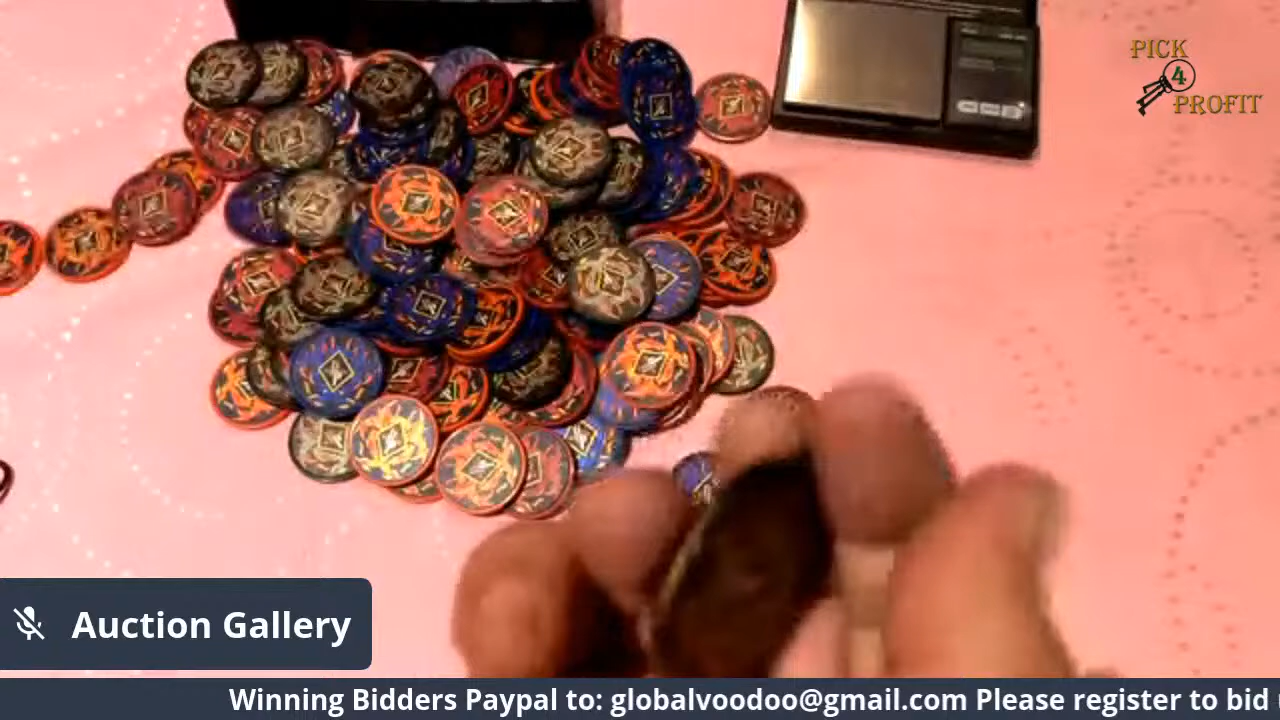 PICK
4
PROFIT
Auction Gallery
Winning Bidders Paypal to: globalvoodoo@gmail.com Please register to bid